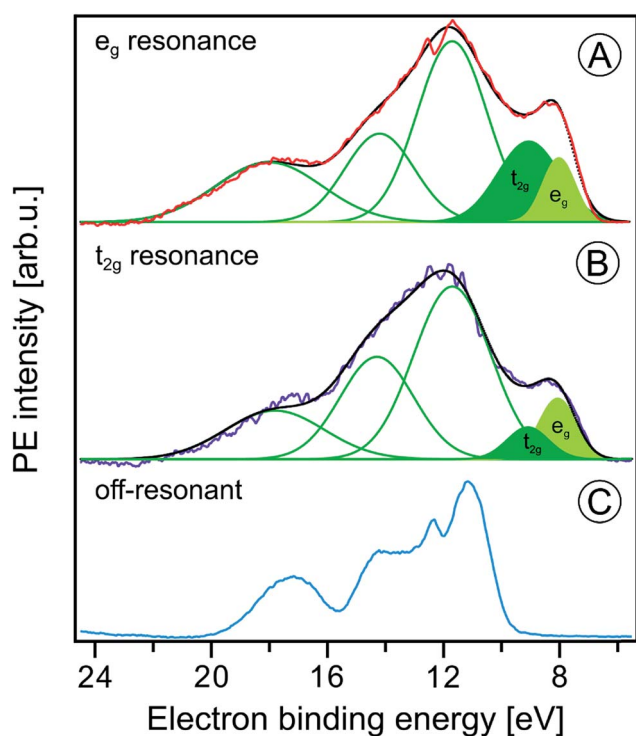 e_g resonance
A
t_2g
e_g
t_2g resonance
B
t_2g
e_g
off-resonant
C
PE intensity [arb.u.]
24 20 16 12 8
Electron binding energy [eV]